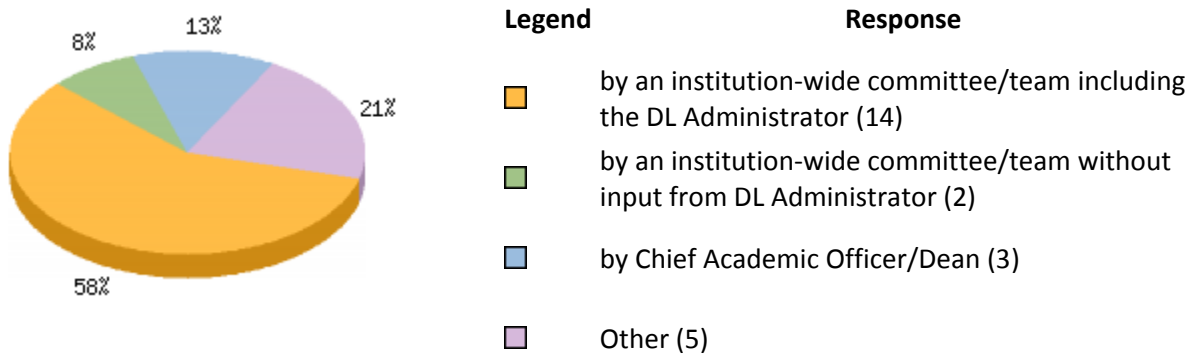 8%
13%
21%
58%
Legend Response
by an institution-wide committee/team including
the DL Administrator (14)
by an institution-wide committee/team without
input from DL Administrator (2)
by Chief Academic Officer/Dean (3)
Other (5)